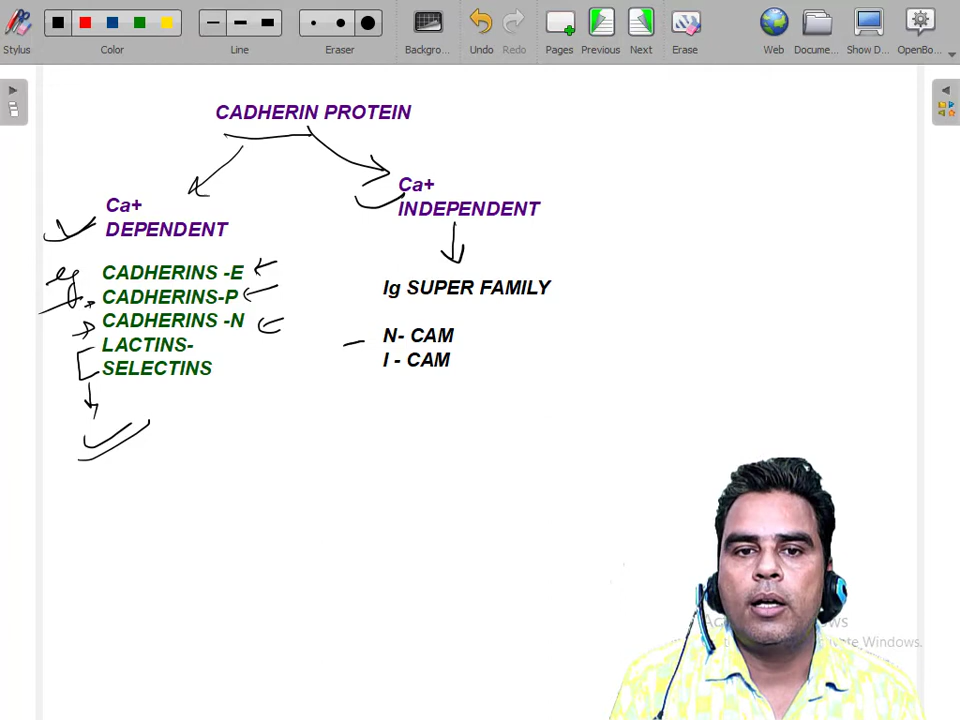 Stylus
Color
Line
Eraser
Backgro...
Undo
Redo
Pages
Previous
Next
Erase
Web
Docume...
Show D...
OpenBo...
CADHERIN PROTEIN
Ca+
DEPENDENT
eg
CADHERINS -E
CADHERINS-P
CADHERINS -N
LACTINS-
SELECTINS
Ca+
INDEPENDENT
Ig SUPER FAMILY
N- CAM
I - CAM